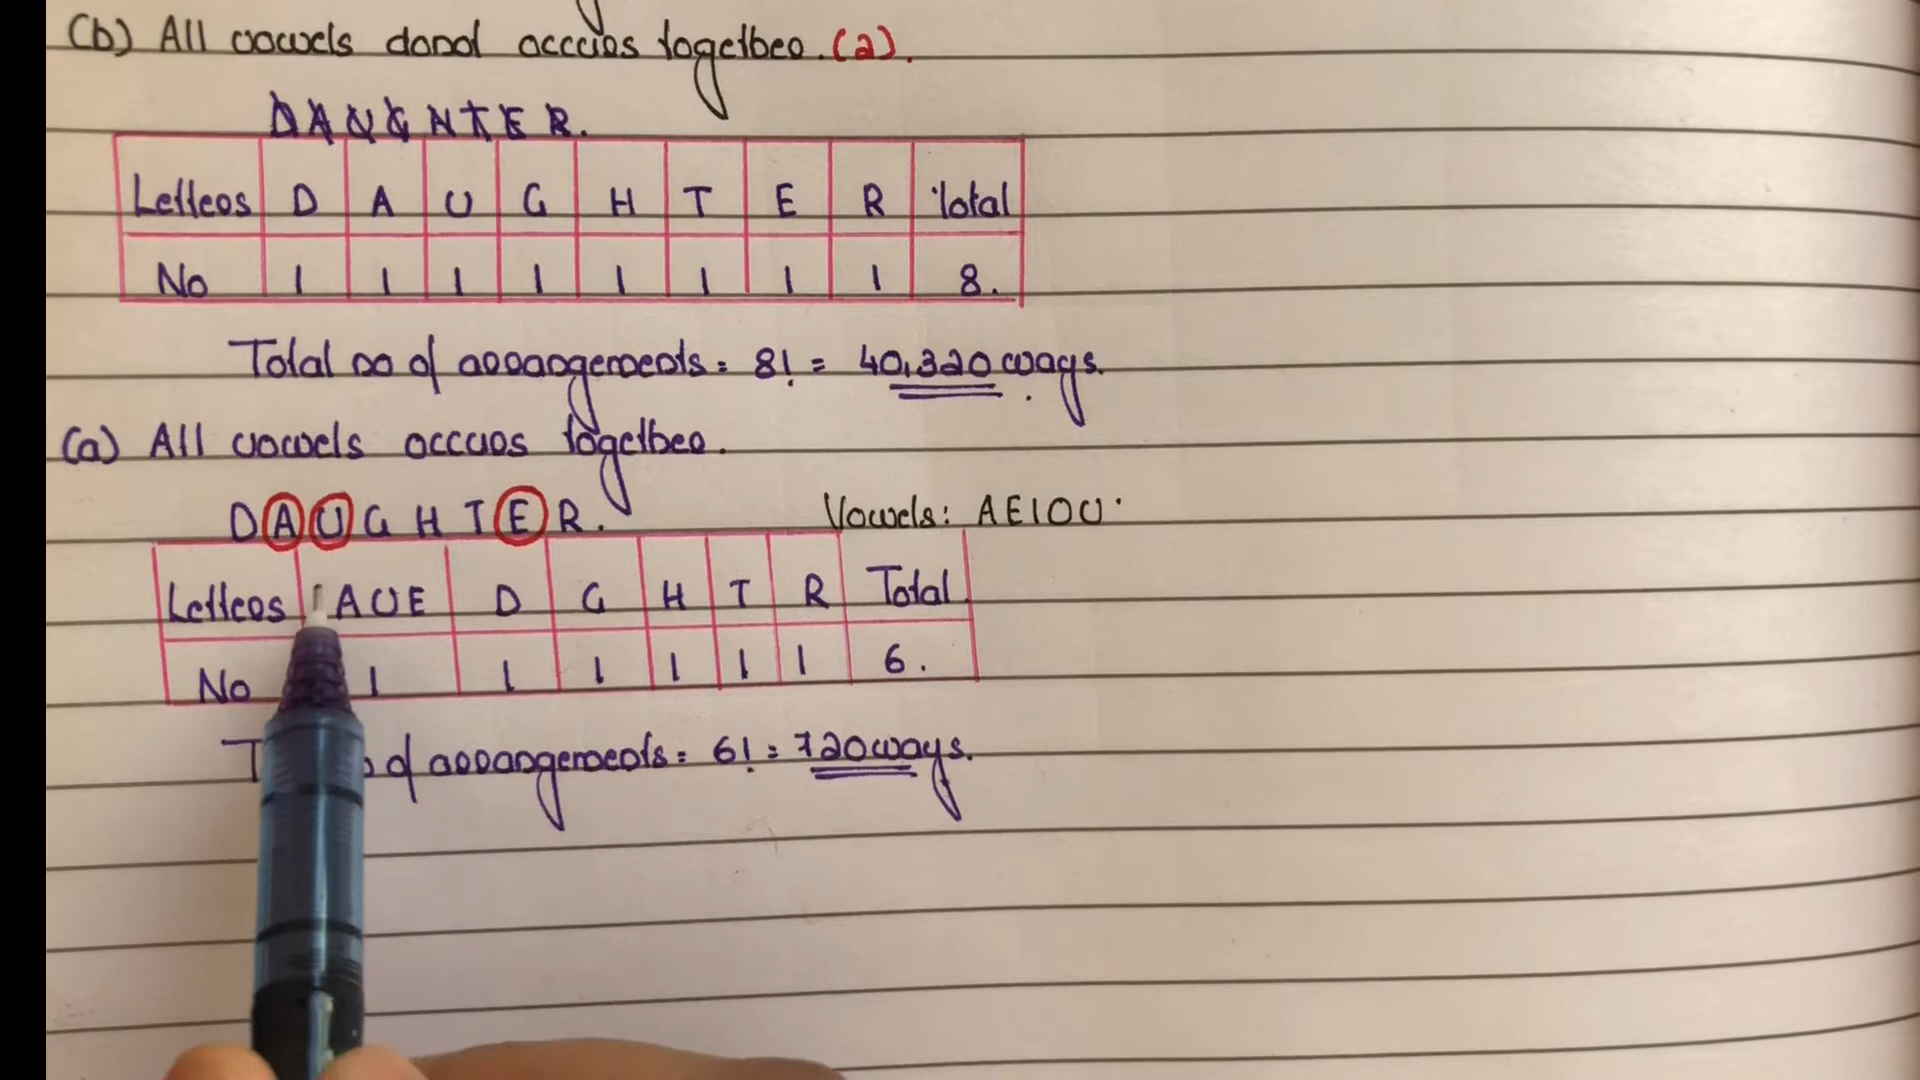 (b) All vowels donot occurs together. (2).
DAUGHTER.
Letters D A U G H T E R Total
No 1 1 1 1 1 1 1 1 8.
Total no of arrangements = 8! = 40,320 ways.
(a) All vowels occurs together.
DAUGHTER. Vowels: AEIOU.
Letters AUE D G H T R Total
No 1 1 1 1 1 1 6.
of arrangements = 6! = 720 ways.